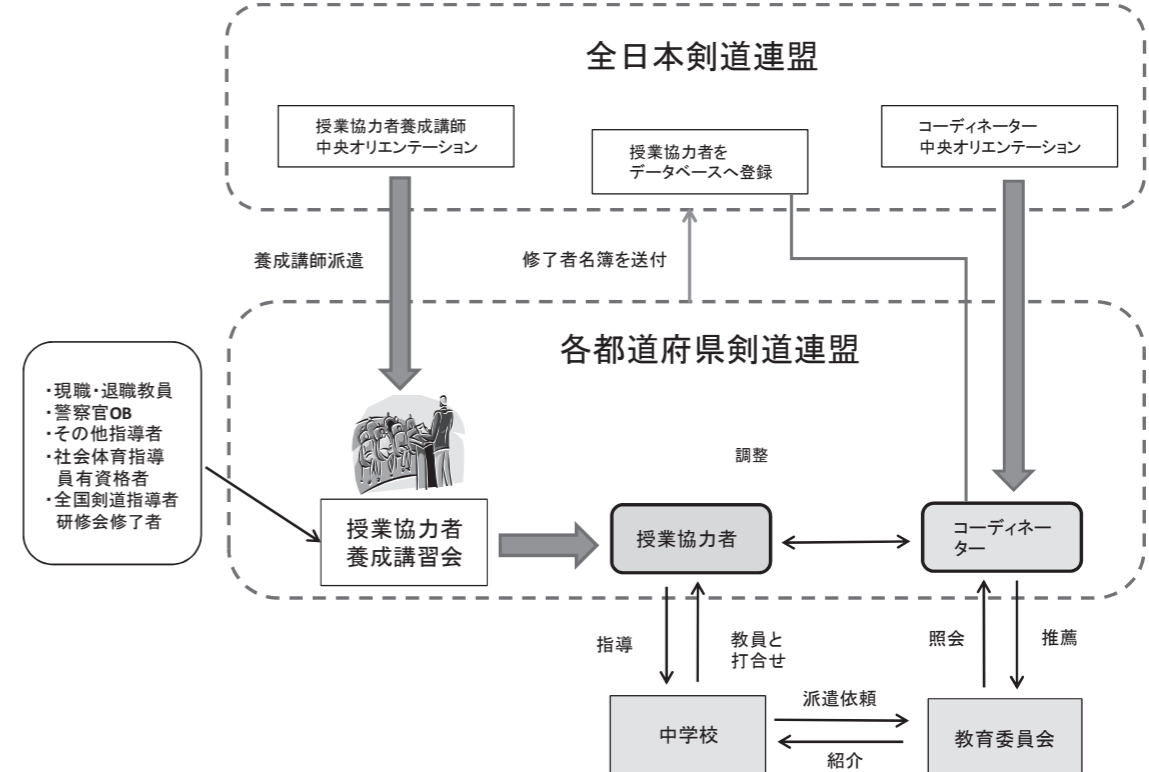 全日本剣道連盟
授業協力者養成講師
中央オリエンテーション
授業協力者を
データベースへ登録
コーディネーター
中央オリエンテーション
養成講師派遣
修了者名簿を送付
各都道府県剣道連盟
・現職・退職教員
・警察官OB
・その他指導者
・社会体育指導
員有資格者
・全国剣道指導者
研修会修了者
調整
授業協力者
養成講習会
授業協力者
コーディネー
ター
指導
教員と
打合せ
照会
推薦
中学校
派遣依頼
紹介
教育委員会